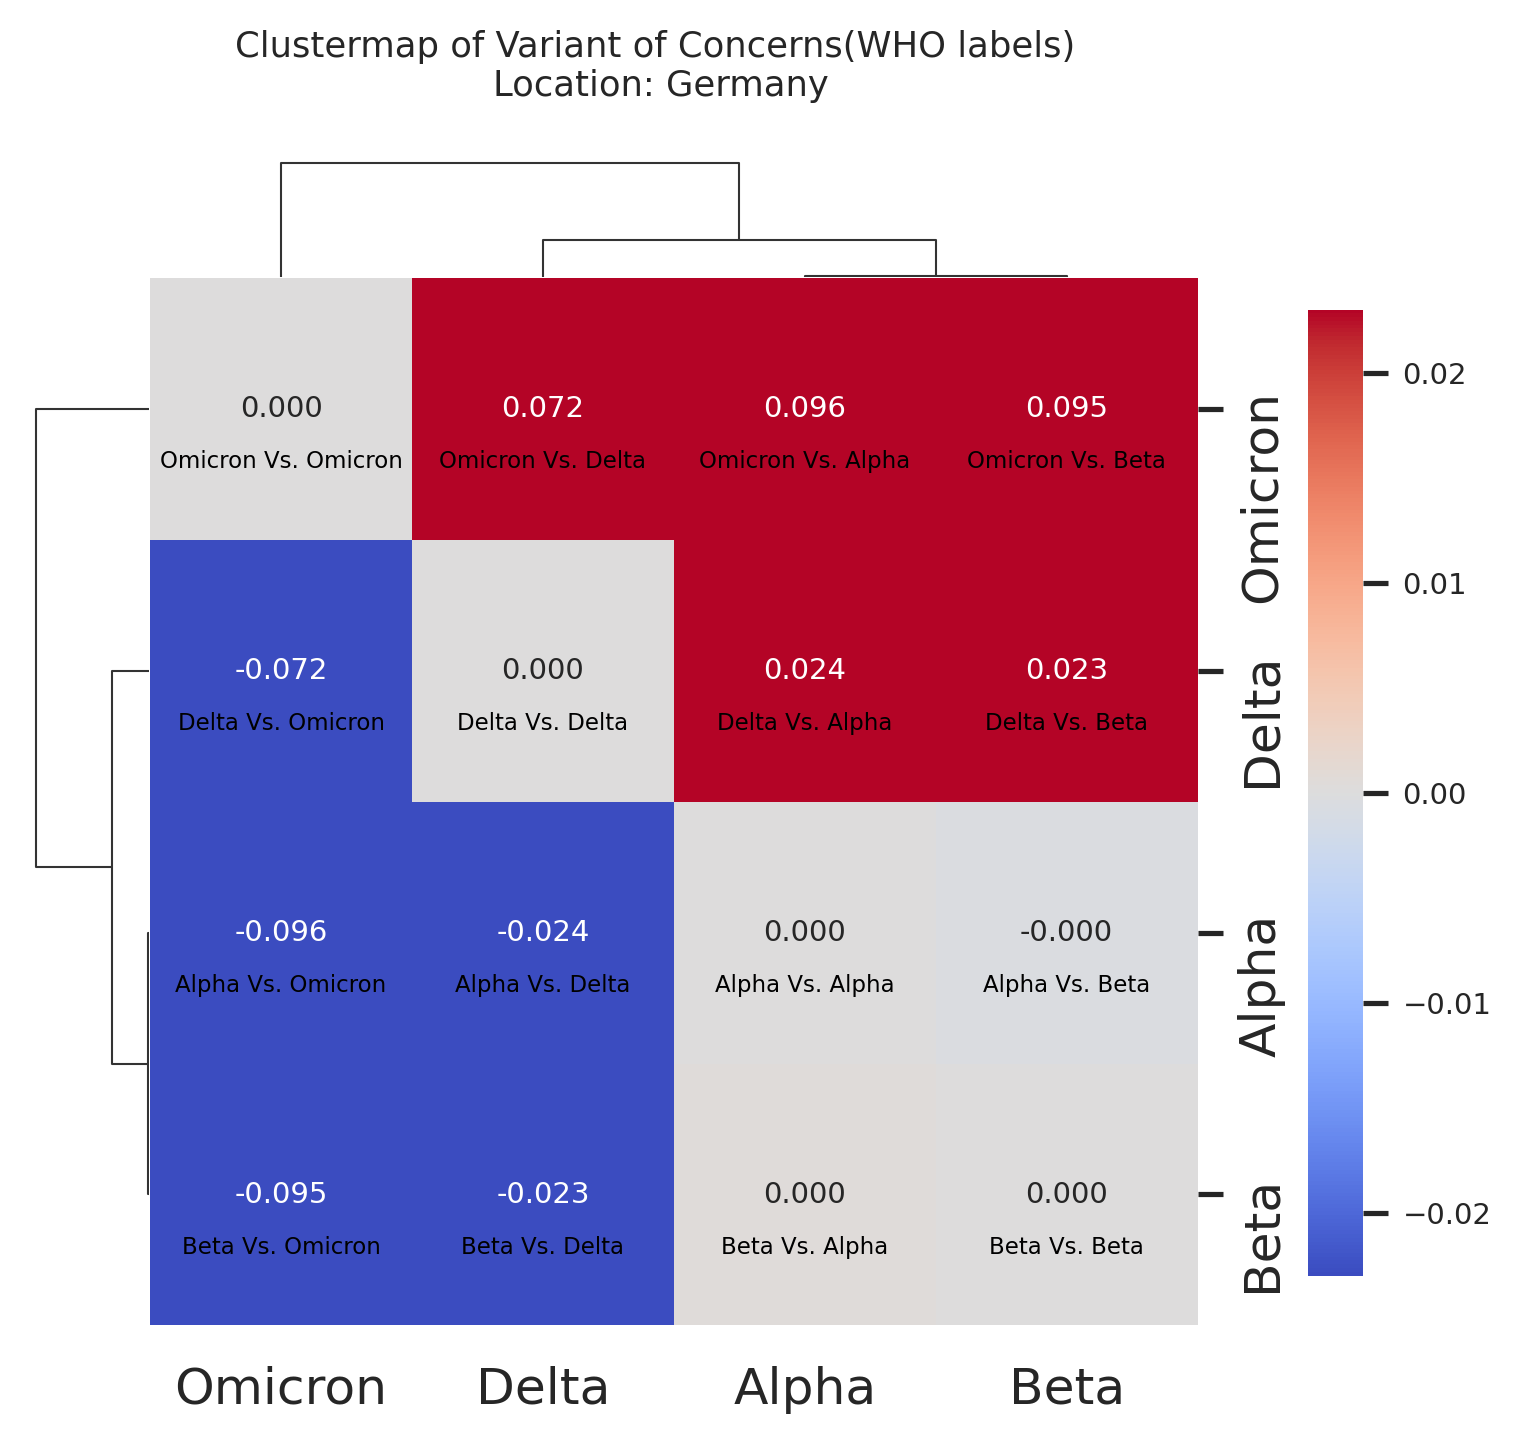 Clustermap of Variant of Concerns(WHO labels)
Location: Germany
0.000 0.072 0.096 0.095
Omicron Vs. Omicron Omicron Vs. Delta Omicron Vs. Alpha Omicron Vs. Beta
Omicron
-0.072 0.000 0.024 0.023
Delta Vs. Omicron Delta Vs. Delta Delta Vs. Alpha Delta Vs. Beta
Delta
-0.096 -0.024 0.000 -0.000
Alpha Vs. Omicron Alpha Vs. Delta Alpha Vs. Alpha Alpha Vs. Beta
Alpha
-0.095 -0.023 0.000 0.000
Beta Vs. Omicron Beta Vs. Delta Beta Vs. Alpha Beta Vs. Beta
Beta
Omicron Delta Alpha Beta
0.02
0.01
0.00
−0.01
−0.02